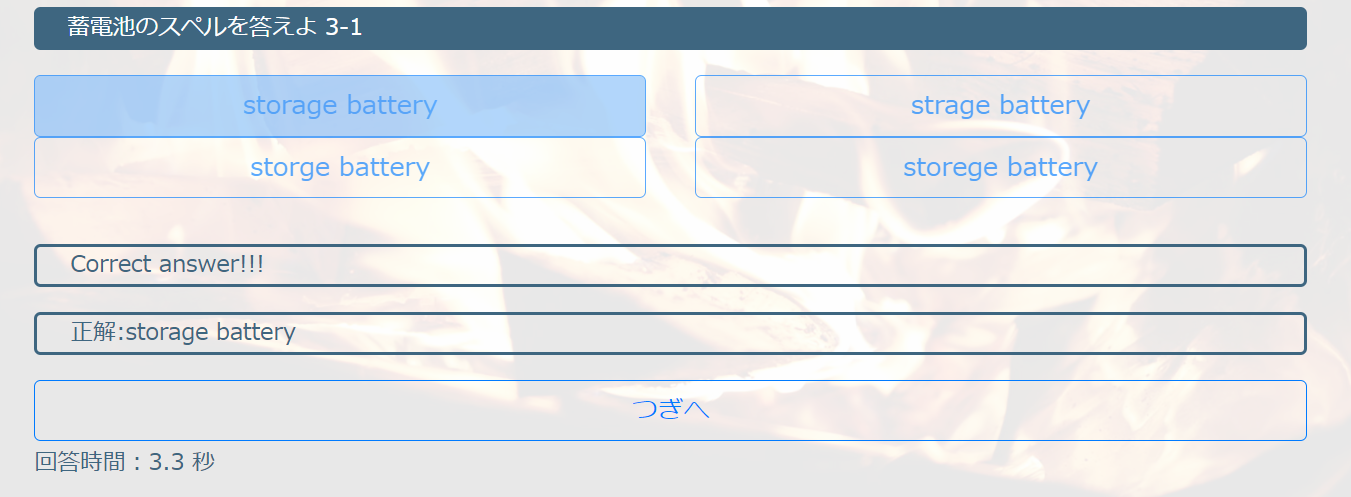 蓄電池のスペルを答えよ 3-1
storage battery
strage battery
storge battery
storege battery
Correct answer!!!
正解:storage battery
つぎへ
回答時間：3.3 秒